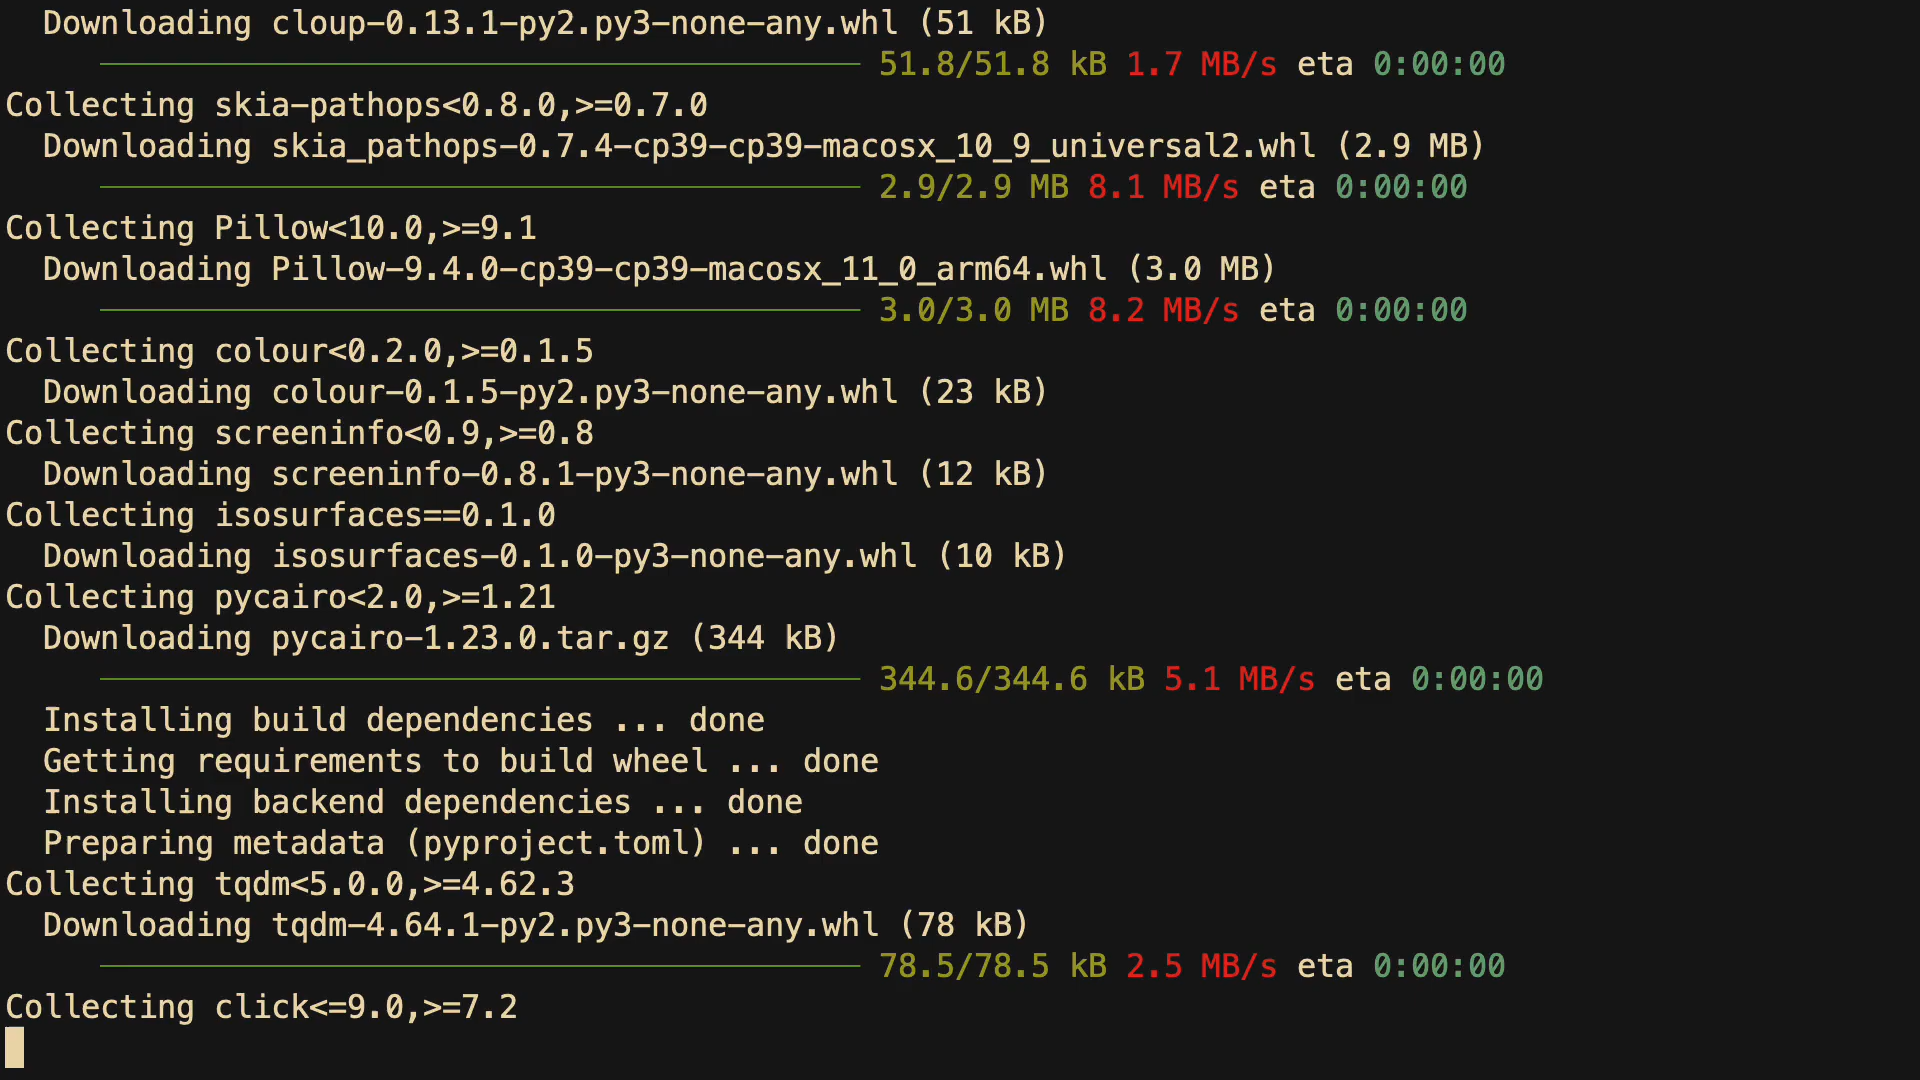 Downloading cloup-0.13.1-py2.py3-none-any.whl (51 kB)
51.8/51.8 kB 1.7 MB/s eta 0:00:00
Collecting skia-pathops<0.8.0,>=0.7.0
Downloading skia_pathops-0.7.4-cp39-cp39-macosx_10_9_universal2.whl (2.9 MB)
2.9/2.9 MB 8.1 MB/s eta 0:00:00
Collecting Pillow<10.0,>=9.1
Downloading Pillow-9.4.0-cp39-cp39-macosx_11_0_arm64.whl (3.0 MB)
3.0/3.0 MB 8.2 MB/s eta 0:00:00
Collecting colour<0.2.0,>=0.1.5
Downloading colour-0.1.5-py2.py3-none-any.whl (23 kB)
Collecting screeninfo<0.9,>=0.8
Downloading screeninfo-0.8.1-py3-none-any.whl (12 kB)
Collecting isosurfaces==0.1.0
Downloading isosurfaces-0.1.0-py3-none-any.whl (10 kB)
Collecting pycairo<2.0,>=1.21
Downloading pycairo-1.23.0.tar.gz (344 kB)
344.6/344.6 kB 5.1 MB/s eta 0:00:00
Installing build dependencies ... done
Getting requirements to build wheel ... done
Installing backend dependencies ... done
Preparing metadata (pyproject.toml) ... done
Collecting tqdm<5.0.0,>=4.62.3
Downloading tqdm-4.64.1-py2.py3-none-any.whl (78 kB)
78.5/78.5 kB 2.5 MB/s eta 0:00:00
Collecting click<=9.0,>=7.2